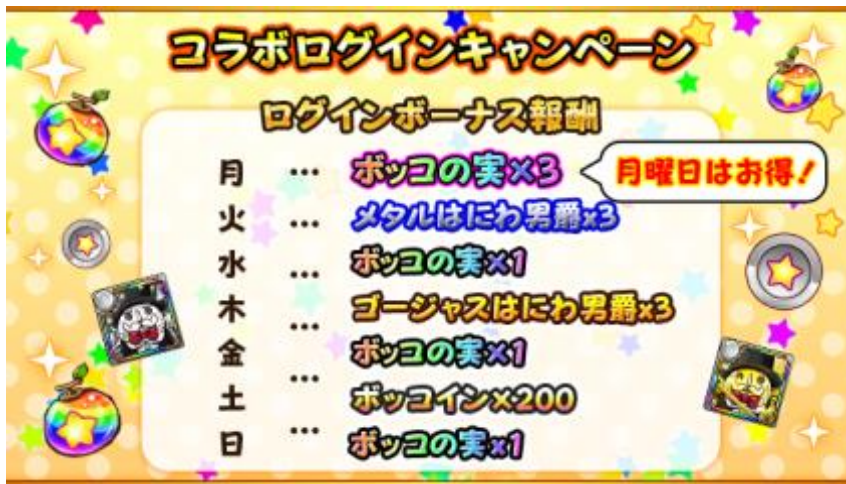 コラボログインキャンペーン
ログインボーナス報酬
月 … ボッコの実×3 月曜日はお得!
火 … メタルはにわ男爵x3
水 … ボッコの実×1
木 … ゴージャスはにわ男爵x3
金 … ボッコの実×1
土 … ボッコイン×200
日 … ボッコの実x1